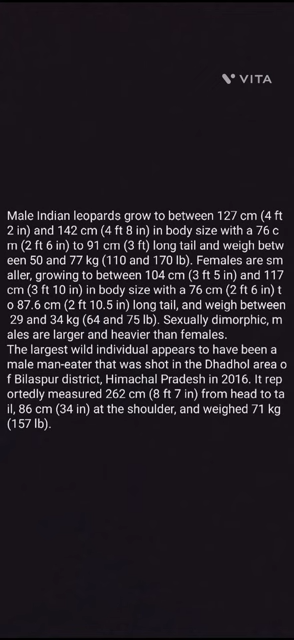 VITA
Male Indian leopards grow to between 127 cm (4 ft
2 in) and 142 cm (4 ft 8 in) in body size with a 76 c
m (2 ft 6 in) to 91 cm (3 ft) long tail and weigh betw
een 50 and 77 kg (110 and 170 lb). Females are sm
aller, growing to between 104 cm (3 ft 5 in) and 117
cm (3 ft 10 in) in body size with a 76 cm (2 ft 6 in) t
o 87.6 cm (2 ft 10.5 in) long tail, and weigh between
29 and 34 kg (64 and 75 lb). Sexually dimorphic, m
ales are larger and heavier than females.
The largest wild individual appears to have been a
male man-eater that was shot in the Dhadhol area o
f Bilaspur district, Himachal Pradesh in 2016. It rep
ortedly measured 262 cm (8 ft 7 in) from head to ta
il, 86 cm (34 in) at the shoulder, and weighed 71 kg
(157 lb).